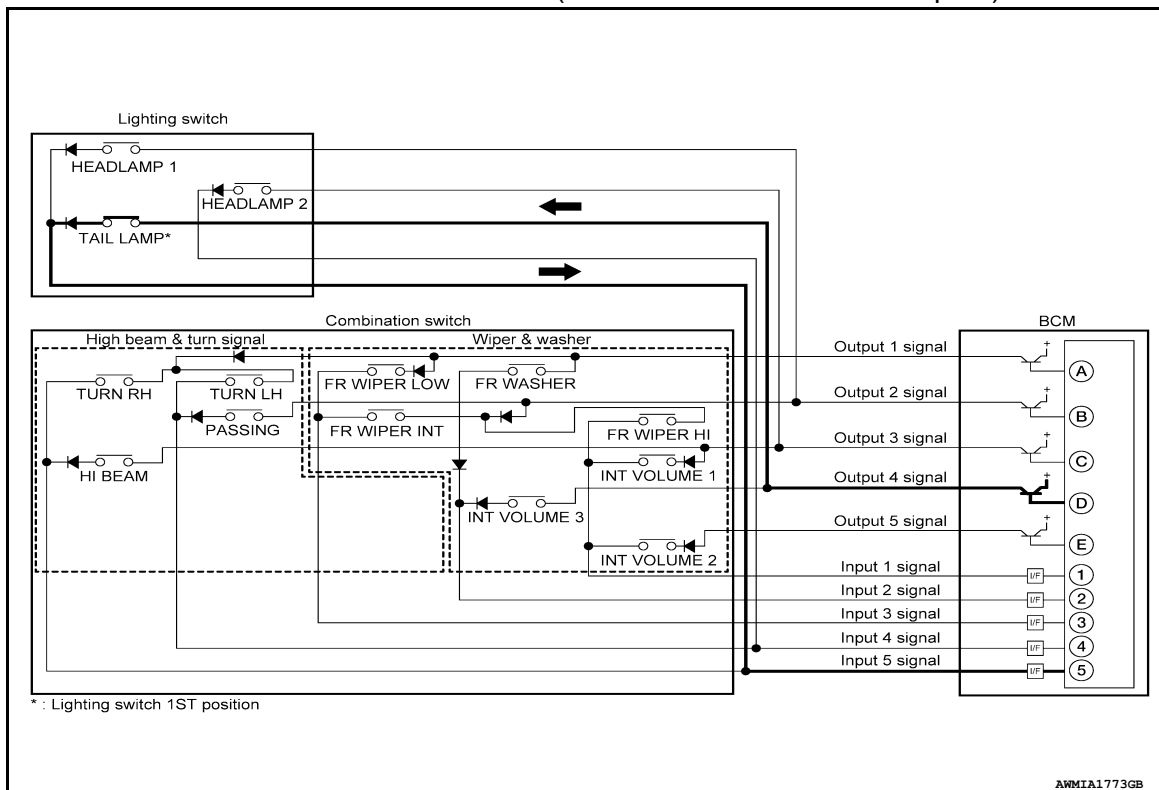 Lighting switch
HEADLAMP 1
HEADLAMP 2
TAIL LAMP*
Combination switch
High beam & turn signal
Wiper & washer
TURN RH
TURN LH
PASSING
HI BEAM
FR WIPER LOW
FR WASHER
FR WIPER INT
FR WIPER HI
INT VOLUME 1
INT VOLUME 3
INT VOLUME 2
BCM
Output 1 signal
+
A
Output 2 signal
+
B
Output 3 signal
+
C
Output 4 signal
+
D
Output 5 signal
+
E
Input 1 signal
I/F
1
Input 2 signal
I/F
2
Input 3 signal
I/F
3
Input 4 signal
I/F
4
Input 5 signal
I/F
5
* : Lighting switch 1ST position
AWMIA1773GB